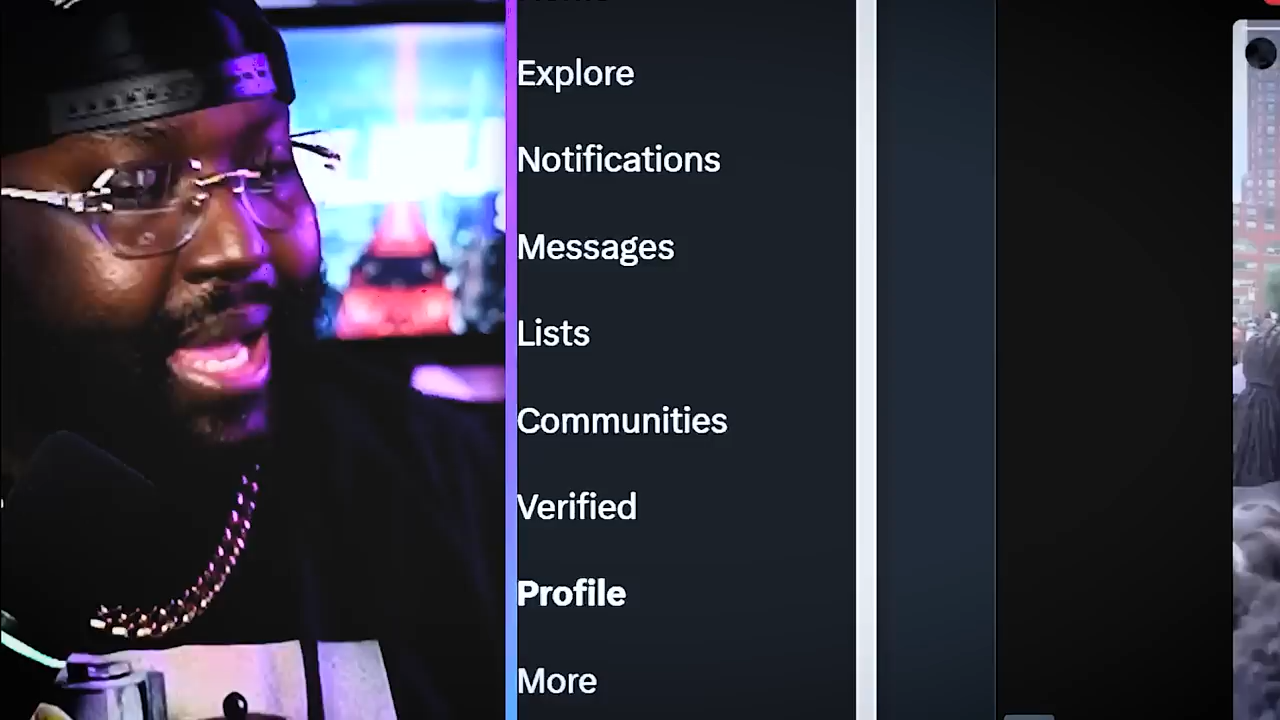 Explore
Notifications
Messages
Lists
Communities
Verified
Profile
More